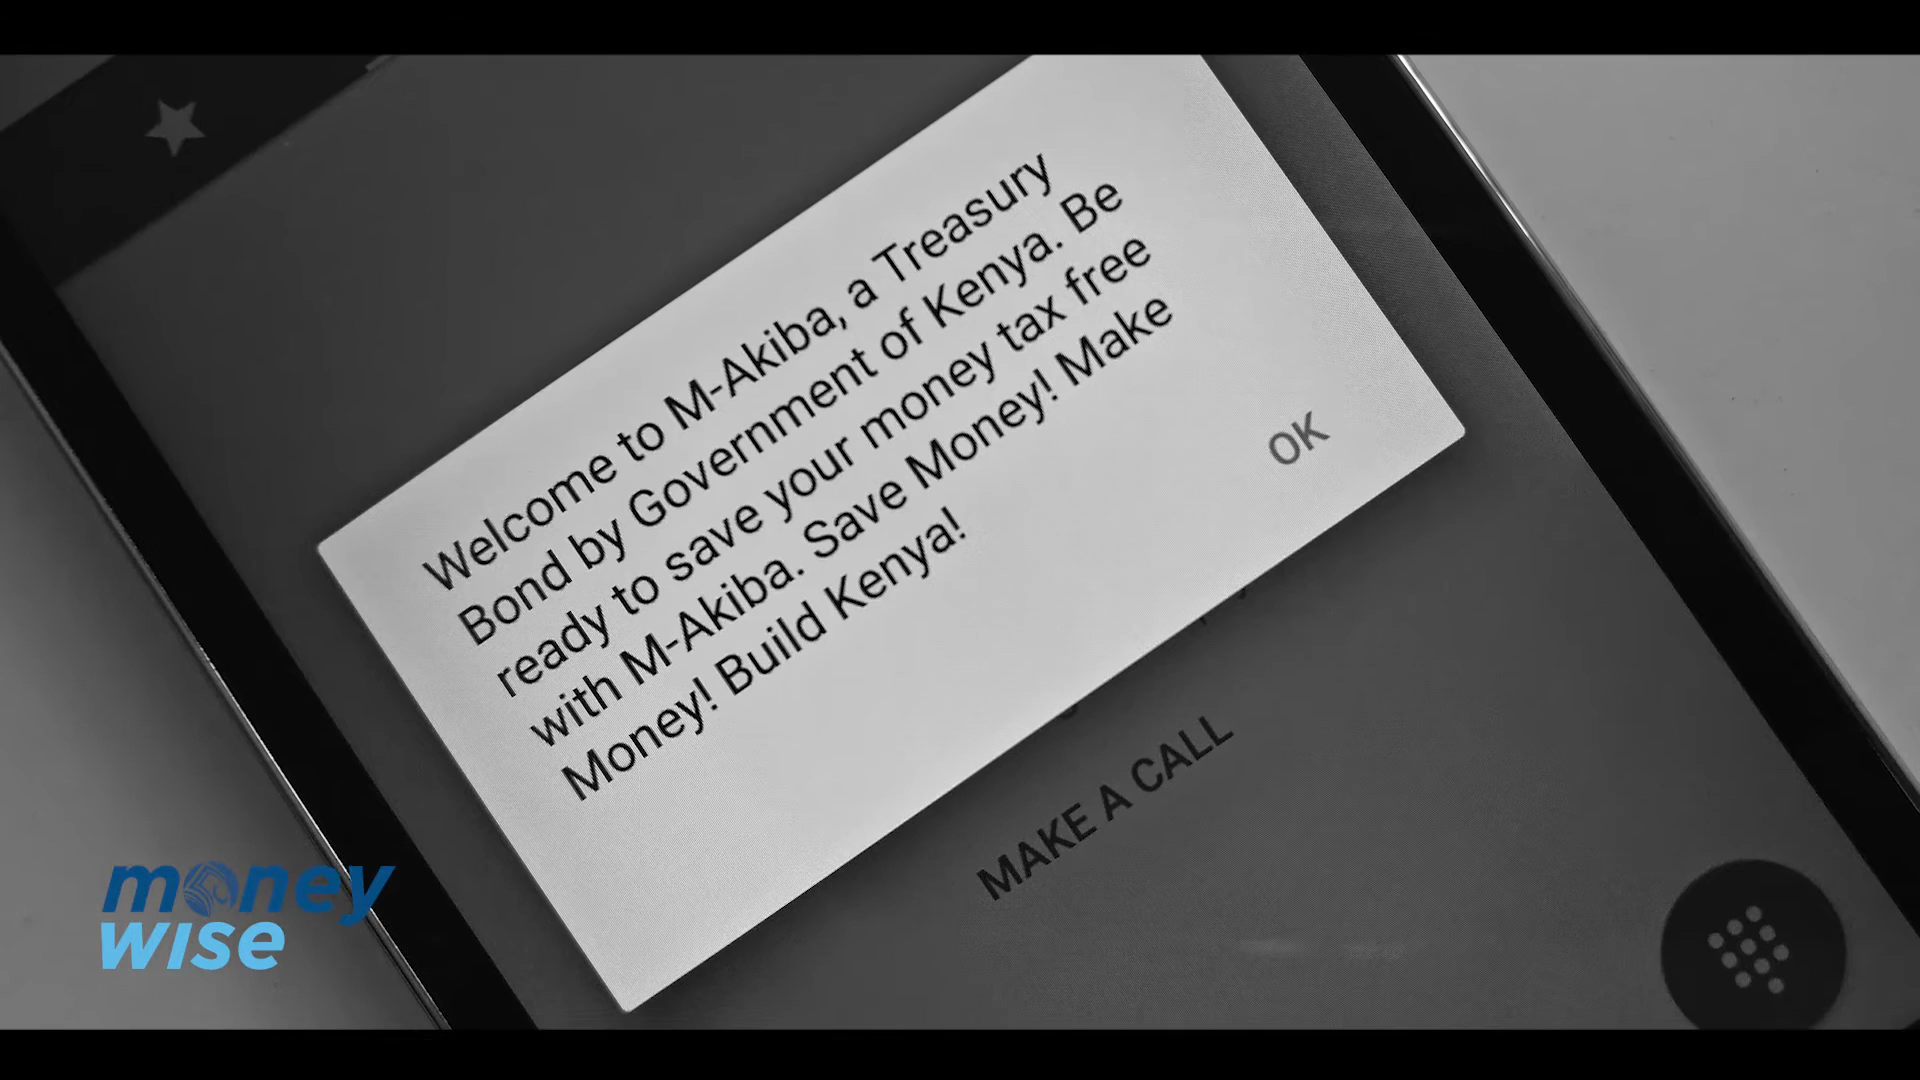 Welcome to M-Akiba, a Treasury
Bond by Government of Kenya. Be
ready to save your money tax free
with M-Akiba. Save Money! Make
Money! Build Kenya!
OK
MAKE A CALL
money
wise